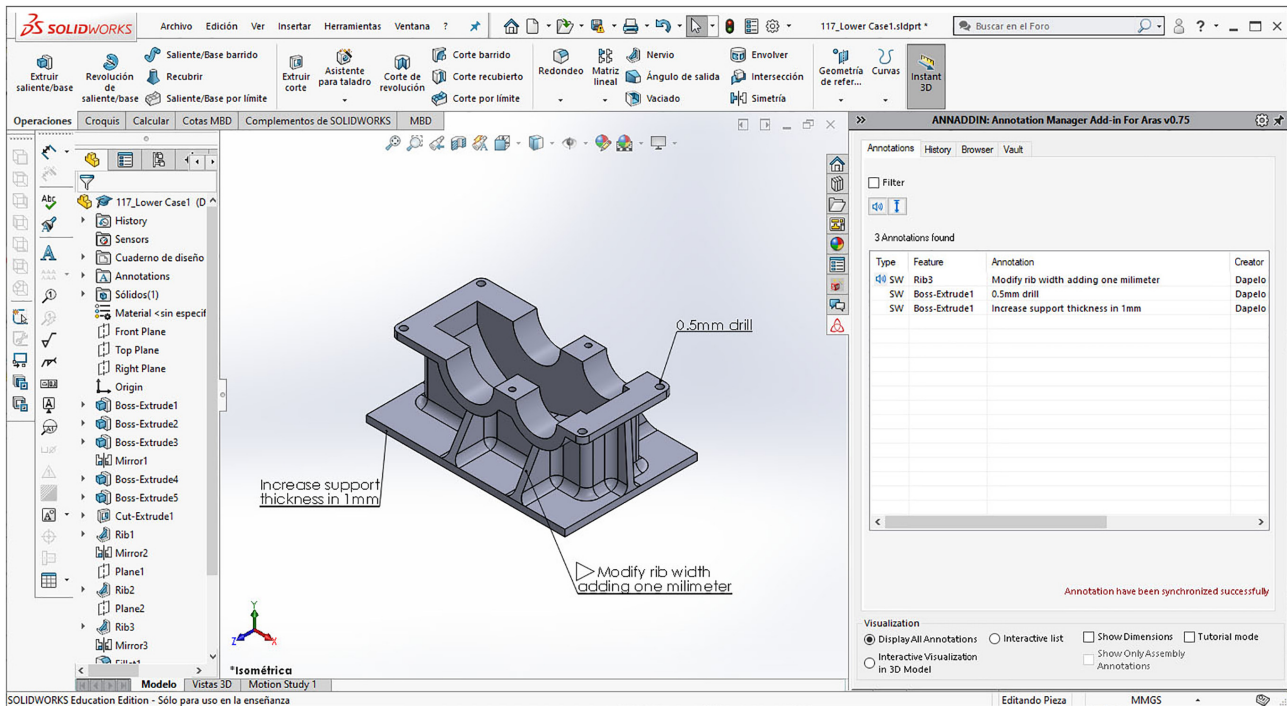 SOLIDWORKS
Archivo Edición Ver Insertar Herramientas Ventana ?
117_Lower Case1.sldprt *
Buscar en el Foro
?
Extruir saliente/base
Revolución de saliente/base
Saliente/Base barrido
Recubrir
Saliente/Base por límite
Extruir corte
Asistente para taladro
Corte de revolución
Corte barrido
Corte recubierto
Corte por límite
Redondeo
Matriz lineal
Nervio
Ángulo de salida
Vaciado
Envolver
Intersección
Simetría
Geometría de refer...
Curvas
Instant 3D
Operaciones Croquis Calcular Cotas MBD Complementos de SOLIDWORKS MBD
117_Lower Case1 (D
History
Sensors
Cuaderno de diseño
Annotations
Sólidos(1)
Material <sin especif
Front Plane
Top Plane
Right Plane
Origin
Boss-Extrude1
Boss-Extrude2
Boss-Extrude3
Mirror1
Boss-Extrude4
Boss-Extrude5
Cut-Extrude1
Rib1
Mirror2
Plane1
Rib2
Plane2
Rib3
Mirror3
Fillet1
0.5mm drill
Increase support
thickness in 1mm
Modify rib width
adding one milimeter
Y
Z
X
*Isométrica
Modelo Vistas 3D Motion Study 1
ANNADDIN: Annotation Manager Add-in For Aras v0.75
Annotations History Browser Vault
Filter
3 Annotations found
Type Feature Annotation Creator
SW Rib3 Modify rib width adding one milimeter Dapelo
SW Boss-Extrude1 0.5mm drill Dapelo
SW Boss-Extrude1 Increase support thickness in 1mm Dapelo
Annotation have been synchronized successfully
Visualization
Display All Annotations
Interactive list
Show Dimensions
Tutorial mode
Interactive Visualization
in 3D Model
Show Only Assembly
Annotations
SOLIDWORKS Education Edition - Sólo para uso en la enseñanza
Editando Pieza
MMGS